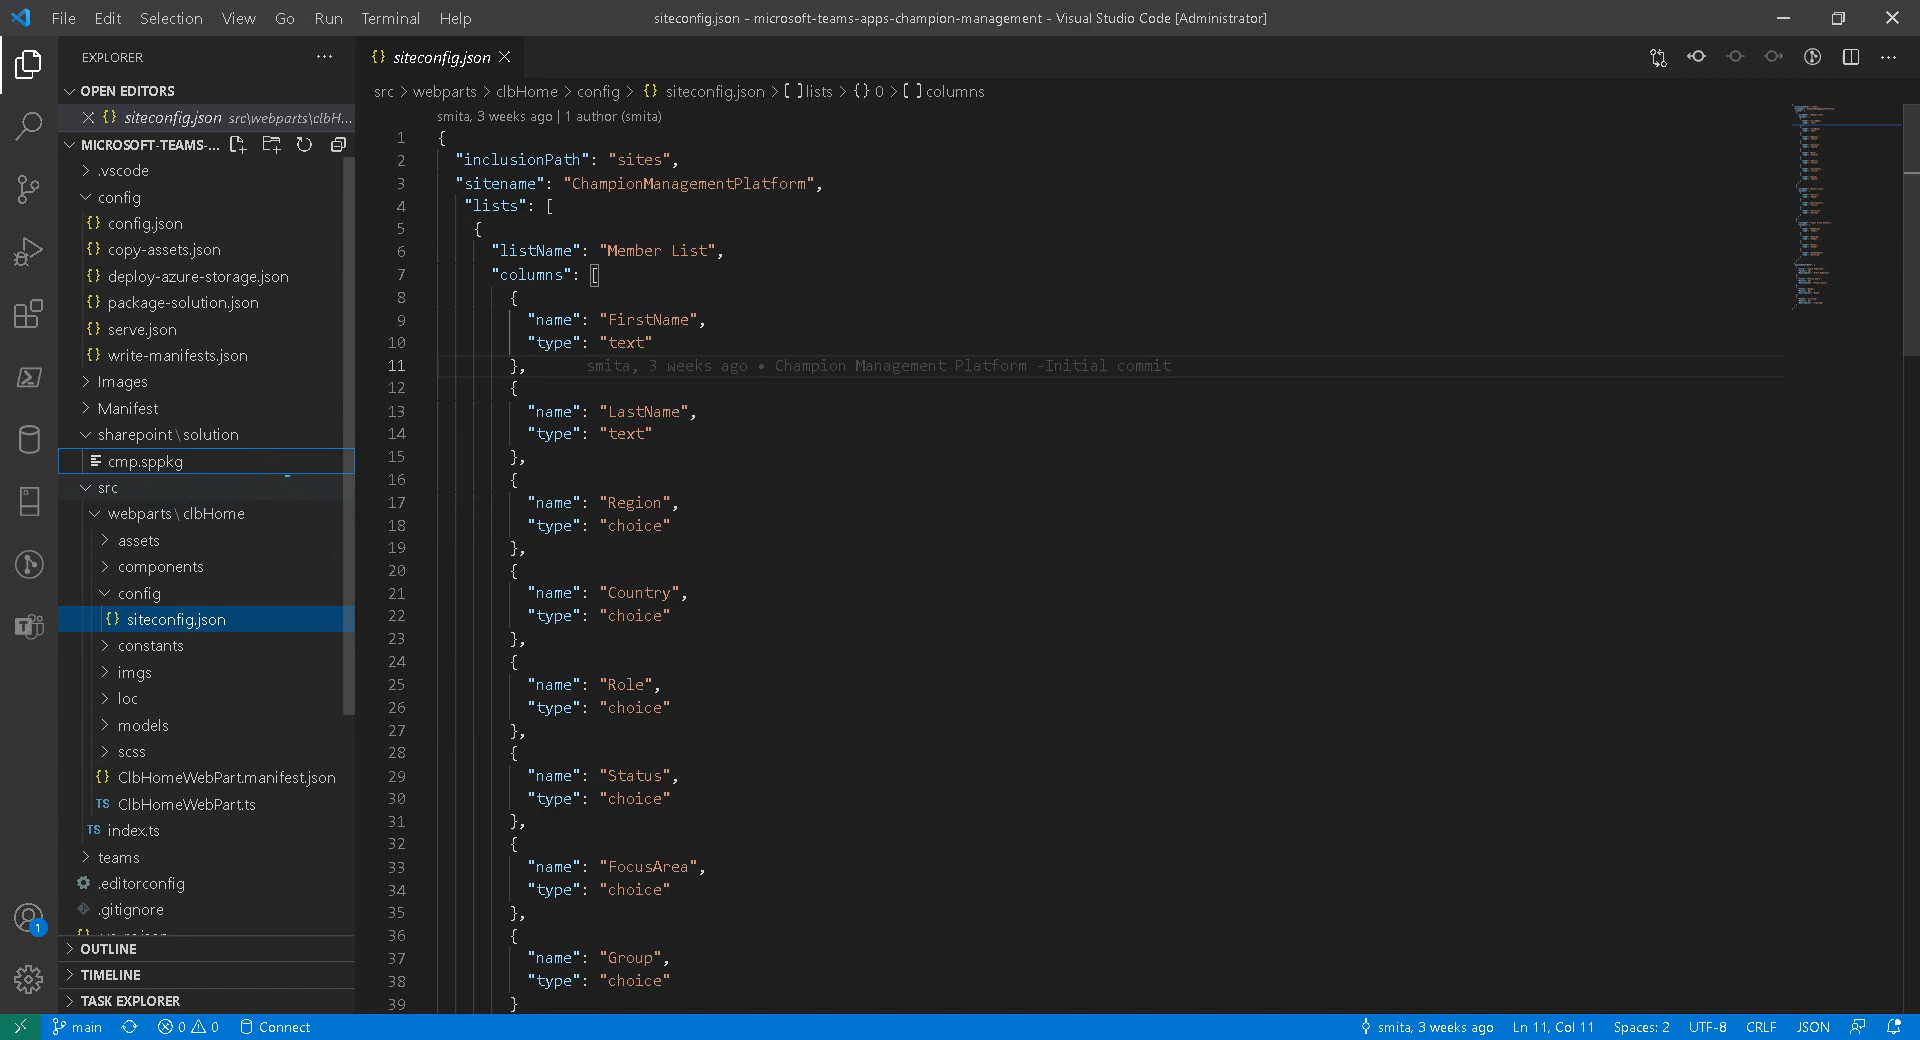 File Edit Selection View Go Run Terminal Help
siteconfig.json - microsoft-teams-apps-champion-management - Visual Studio Code [Administrator]
EXPLORER
siteconfig.json
OPEN EDITORS
siteconfig.json src\webparts\clbH...
MICROSOFT-TEAMS-...
.vscode
config
config.json
copy-assets.json
deploy-azure-storage.json
package-solution.json
serve.json
write-manifests.json
Images
Manifest
sharepoint\solution
cmp.sppkg
src
webparts\clbHome
assets
components
config
siteconfig.json
constants
imgs
loc
models
scss
ClbHomeWebPart.manifest.json
TS ClbHomeWebPart.ts
TS index.ts
teams
.editorconfig
.gitignore
OUTLINE
TIMELINE
TASK EXPLORER
1
src > webparts > clbHome > config > {} siteconfig.json > [ ] lists > {} 0 > [ ] columns
smita, 3 weeks ago | 1 author (smita)
1 {
2 "inclusionPath": "sites",
3 "sitename": "ChampionManagementPlatform",
4 "lists": [
5 {
6 "listName": "Member List",
7 "columns": [
8 {
9 "name": "FirstName",
10 "type": "text"
11 }, smita, 3 weeks ago • Champion Management Platform -Initial commit
12 {
13 "name": "LastName",
14 "type": "text"
15 },
16 {
17 "name": "Region",
18 "type": "choice"
19 },
20 {
21 "name": "Country",
22 "type": "choice"
23 },
24 {
25 "name": "Role",
26 "type": "choice"
27 },
28 {
29 "name": "Status",
30 "type": "choice"
31 },
32 {
33 "name": "FocusArea",
34 "type": "choice"
35 },
36 {
37 "name": "Group",
38 "type": "choice"
39 }
main 0 0 Connect
smita, 3 weeks ago Ln 11, Col 11 Spaces: 2 UTF-8 CRLF JSON